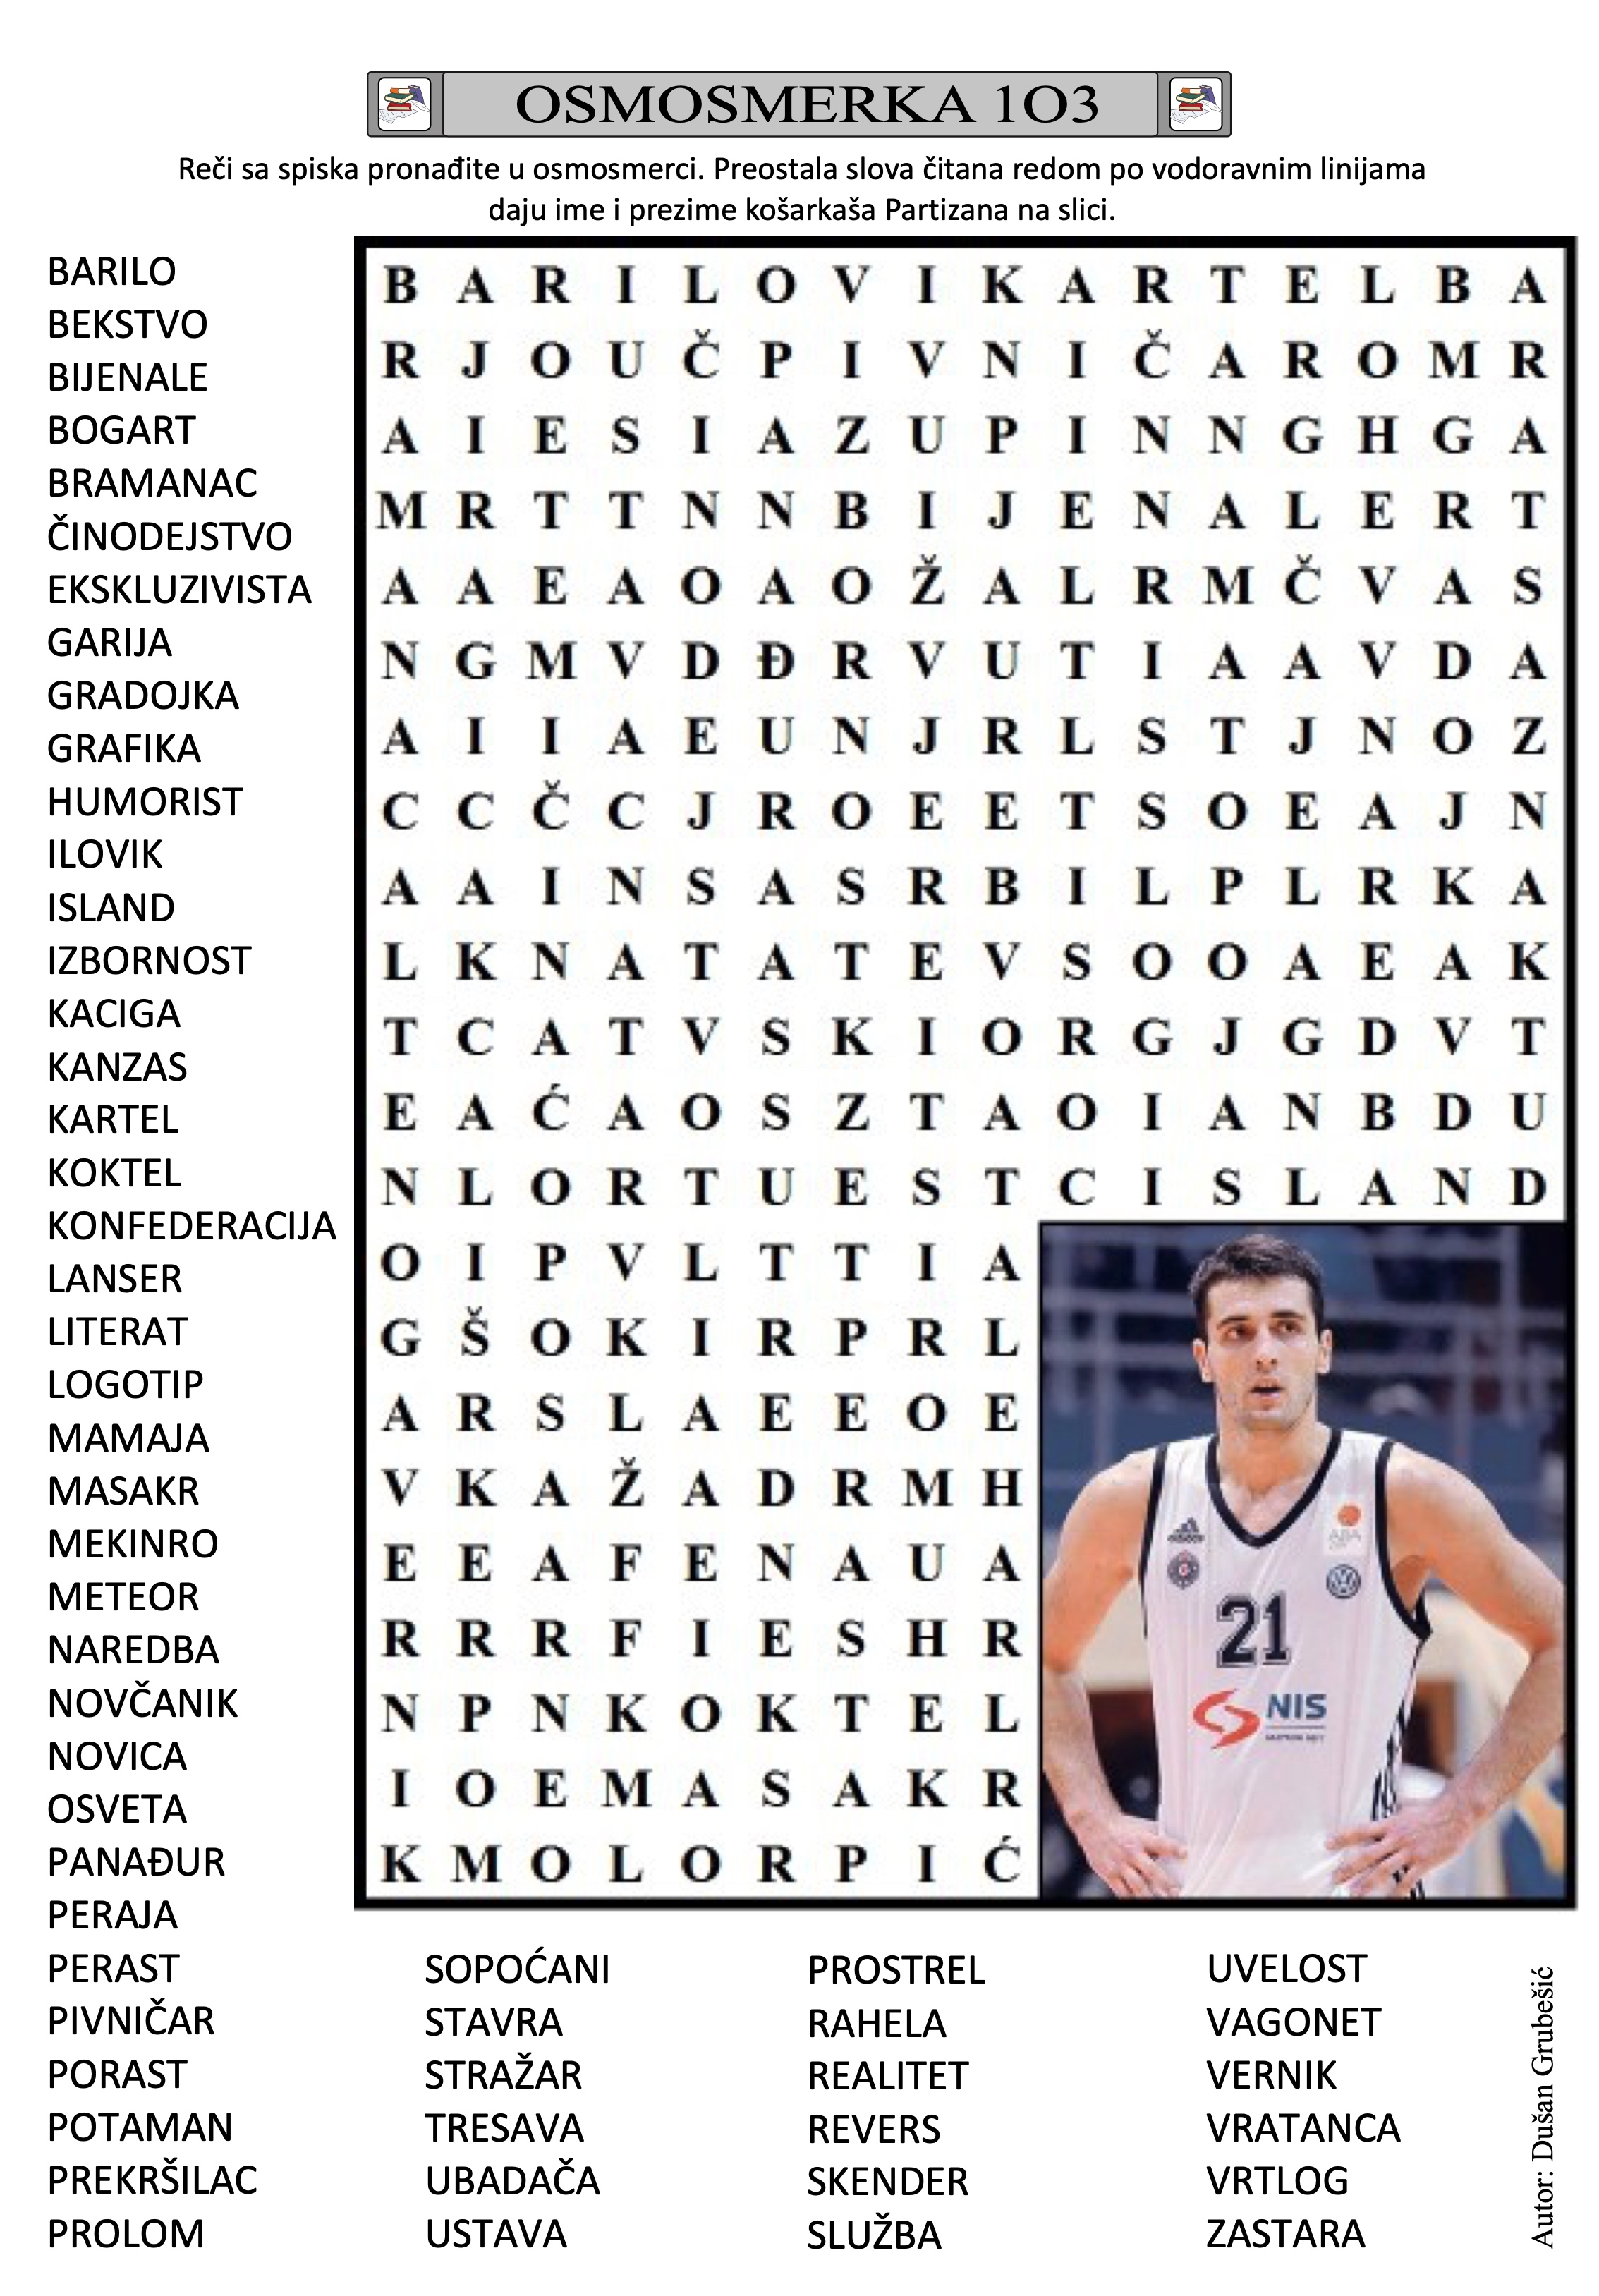 OSMOSMERKA 1O3
Reči sa spiska pronađite u osmosmerci. Preostala slova čitana redom po vodoravnim linijama
daju ime i prezime košarkaša Partizana na slici.
BARILO
BEKSTVO
BIJENALE
BOGART
BRAMANAC
ČINODEJSTVO
EKSKLUZIVISTA
GARIJA
GRADOJKA
GRAFIKA
HUMORIST
ILOVIK
ISLAND
IZBORNOST
KACIGA
KANZAS
KARTEL
KOKTEL
KONFEDERACIJA
LANSER
LITERAT
LOGOTIP
MAMAJA
MASAKR
MEKINRO
METEOR
NAREDBA
NOVČANIK
NOVICA
OSVETA
PANAĐUR
PERAJA
PERAST
PIVNIČAR
PORAST
POTAMAN
PREKRŠILAC
PROLOM
B A R I L O V I K A R T E L B A
R J O U Č P I V N I Č A R O M R
A I E S I A Z U P I N N G H G A
M R T T N N B I J E N A L E R T
A A E A O A O Ž A L R M Č V A S
N G M V D Đ R V U T I A A V D A
A I I A E U N J R L S T J N O Z
C C Č C J R O E E T S O E A J N
A A I N S A S R B I L P L R K A
L K N A T A T E V S O O A E A K
T C A T V S K I O R G J G D V T
E A Ć A O S Z T A O I A N B D U
N L O R T U E S T C I S L A N D
O I P V L T T I A
G Š O K I R P R L
A R S L A E E O E
V K A Ž A D R M H
E E A F E N A U A
R R R F I E S H R
N P N K O K T E L
I O E M A S A K R
K M O L O R P I Ć
21
NIS
SOPOĆANI
STAVRA
STRAŽAR
TRESAVA
UBADAČA
USTAVA
PROSTREL
RAHELA
REALITET
REVERS
SKENDER
SLUŽBA
UVELOST
VAGONET
VERNIK
VRATANCA
VRTLOG
ZASTARA
Autor: Dušan Grubešić